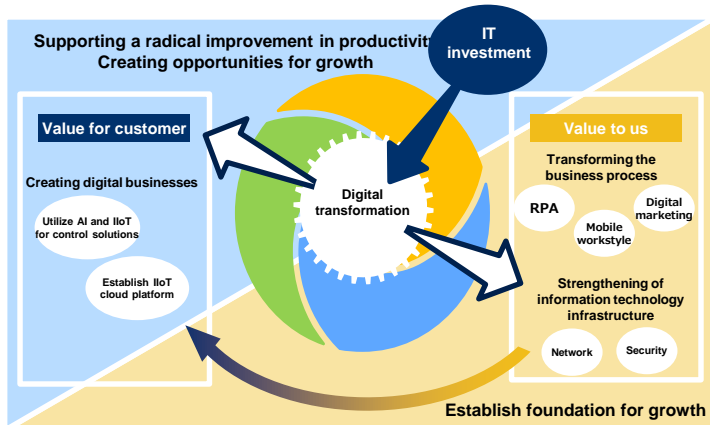 Supporting a radical improvement in productivity
Creating opportunities for growth
IT
investment
Value for customer
Creating digital businesses
Utilize AI and IIoT
for control solutions
Establish IIoT
cloud platform
Digital
transformation
Value to us
Transforming the
business process
RPA
Mobile
workstyle
Digital
marketing
Strengthening of
information technology
infrastructure
Network
Security
Establish foundation for growth